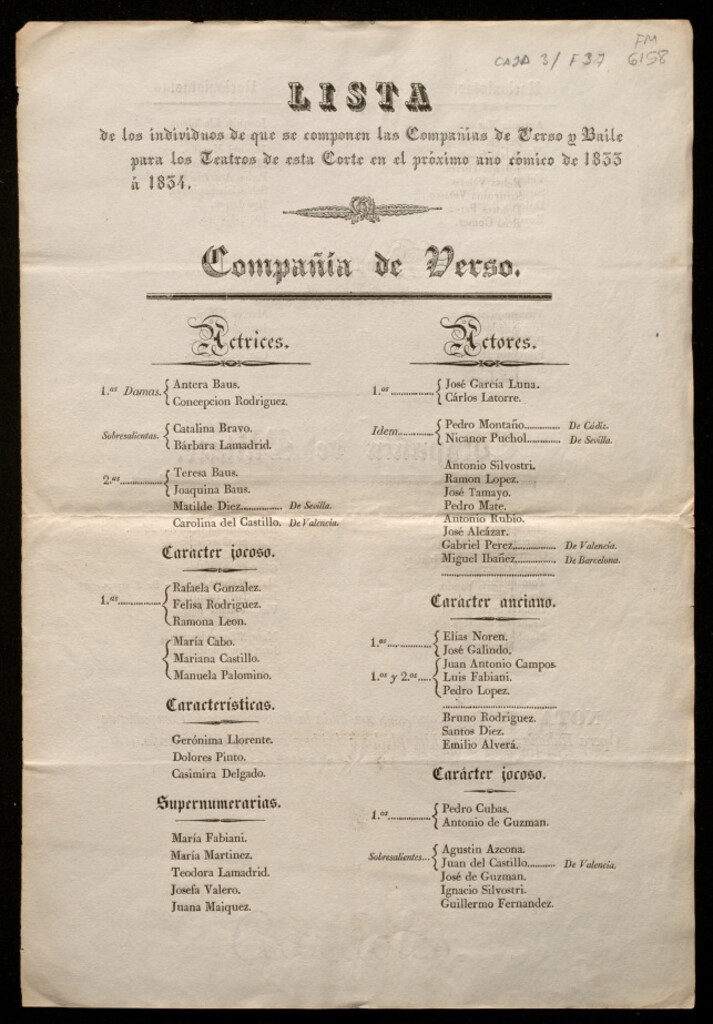 CAJA 3/ F 37
FM
6158
LISTA
de los individuos de que se componen las Compañias de Verso y Baile
para los Teatros de esta Corte en el próximo año cómico de 1833
á 1834.
Compañía de Verso.
Actrices.
1.as Damas. Antera Baus.
Concepcion Rodriguez.
Sobresalientas. Catalina Bravo.
Bárbara Lamadrid.
2.as Teresa Baus.
Joaquina Baus.
Matilde Diez. De Sevilla.
Carolina del Castillo. De Valencia.
Carácter jocoso.
1.as Rafaela Gonzalez.
Felisa Rodriguez.
Ramona Leon.
María Cabo.
Mariana Castillo.
Manuela Palomino.
Características.
Gerónima Llorente.
Dolores Pinto.
Casimira Delgado.
Supernumerarias.
María Fabiani.
María Martinez.
Teodora Lamadrid.
Josefa Valero.
Juana Maiquez.
Actores.
1.os José García Luna.
Cárlos Latorre.
Idem Pedro Montaño. De Cádiz.
Nicanor Puchol. De Sevilla.
Antonio Silvostri.
Ramon Lopez.
José Tamayo.
Pedro Mate.
Antonio Rubio.
José Alcázar.
Gabriel Perez. De Valencia.
Miguel Ibañez. De Barcelona.
Carácter anciano.
1.os Elías Noren.
José Galindo.
1.os y 2.os Juan Antonio Campos.
Luis Fabiani.
Pedro Lopez.
Bruno Rodriguez.
Santos Diez.
Emilio Alverá.
Carácter jocoso.
1.os Pedro Cubas.
Antonio de Guzman.
Sobresalientes Agustin Azcona.
Juan del Castillo. De Valencia.
José de Guzman.
Ignacio Silvostri.
Guillermo Fernandez.